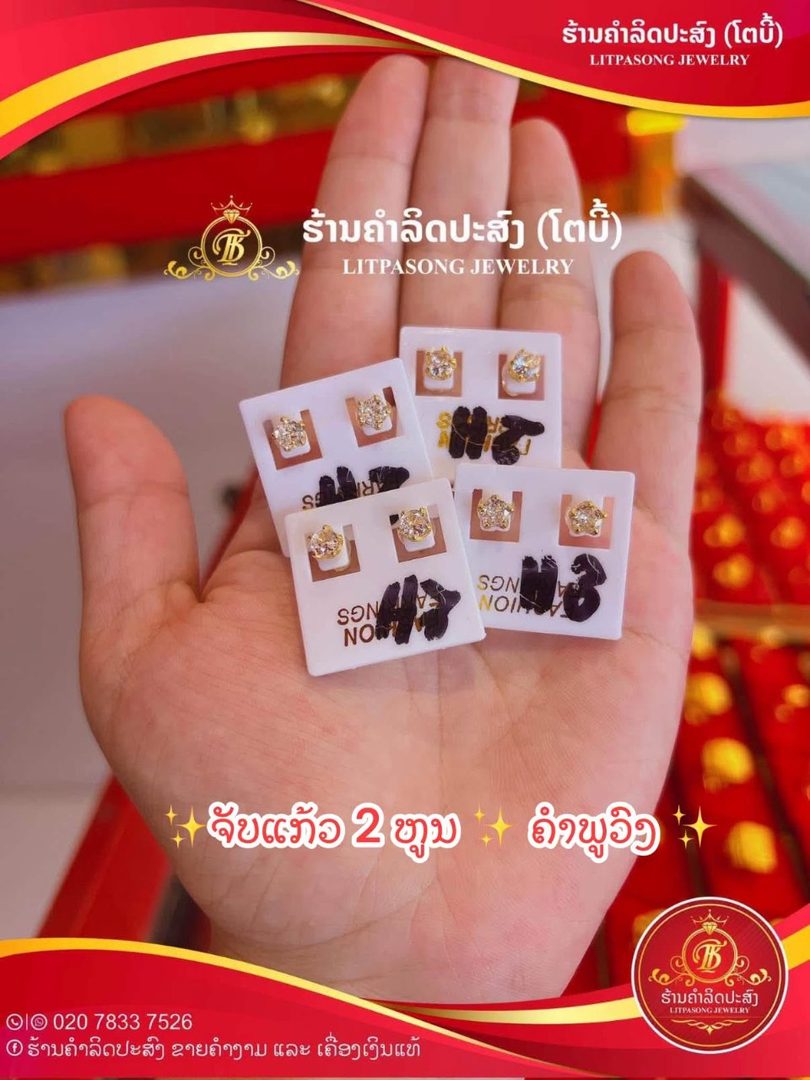 ຮ້ານຄຳລິດປະສົງ (ໂຕບີ້)
LITPASONG JEWELRY
ຮ້ານຄຳລິດປະສົງ (ໂຕບີ້)
LITPASONG JEWELRY
FASHION
EARRINGS
FASHION
EARRINGS
✨ຈັບແກ້ວ 2 ຫູນ ✨ ຄຳພູວົງ ✨
ຮ້ານຄຳລິດປະສົງ
LITPASONG JEWELRY
020 7833 7526
ຮ້ານຄຳລິດປະສົງ ຂາຍຄຳງາມ ແລະ ເຄື່ອງເງິນແທ້